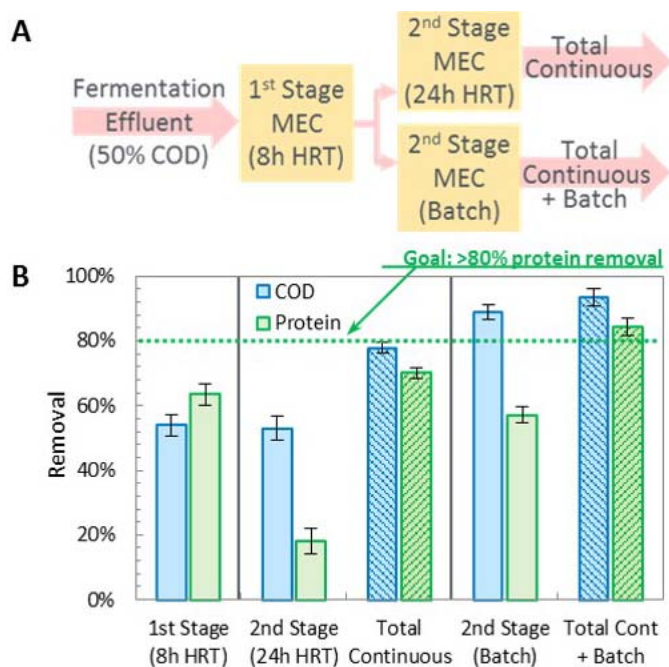 A
Fermentation
Effluent
(50% COD)
1st Stage
MEC
(8h HRT)
2nd Stage
MEC
(24h HRT)
Total
Continuous
2nd Stage
MEC
(Batch)
Total
Continuous
+ Batch
B
Goal: >80% protein removal
COD
Protein
Removal
100%
80%
60%
40%
20%
0%
1st Stage
(8h HRT)
2nd Stage
(24h HRT)
Total
Continuous
2nd Stage
(Batch)
Total Cont
+ Batch